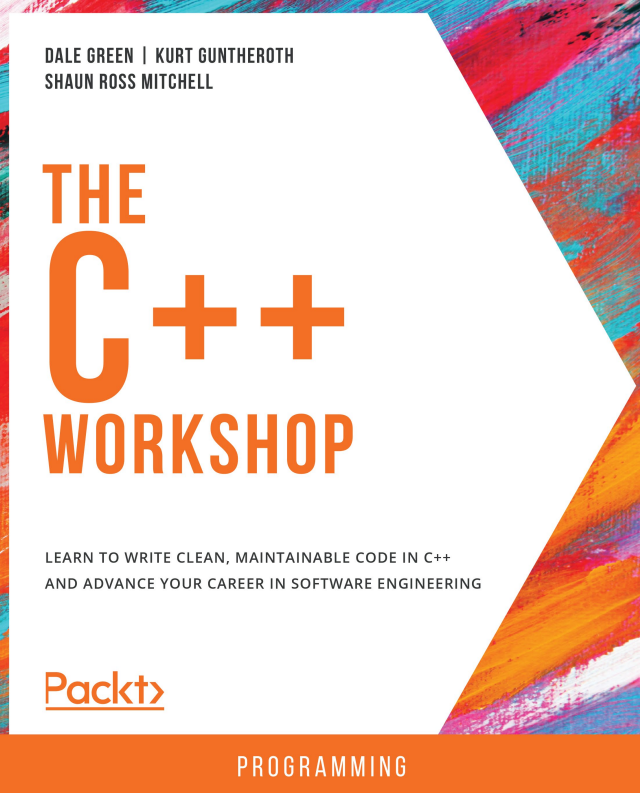 DALE GREEN | KURT GUNTHEROTH
SHAUN ROSS MITCHELL
THE
C++
WORKSHOP
LEARN TO WRITE CLEAN, MAINTAINABLE CODE IN C++
AND ADVANCE YOUR CAREER IN SOFTWARE ENGINEERING
Packt>
PROGRAMMING